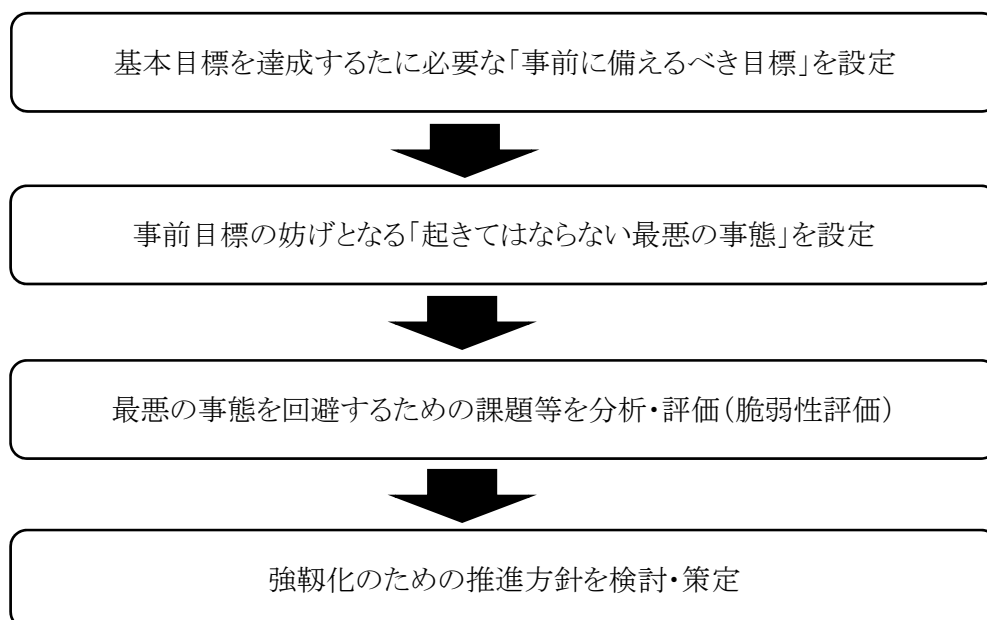 基本目標を達成するたに必要な「事前に備えるべき目標」を設定
事前目標の妨げとなる「起きてはならない最悪の事態」を設定
最悪の事態を回避するための課題等を分析・評価（脆弱性評価）
強靱化のための推進方針を検討・策定